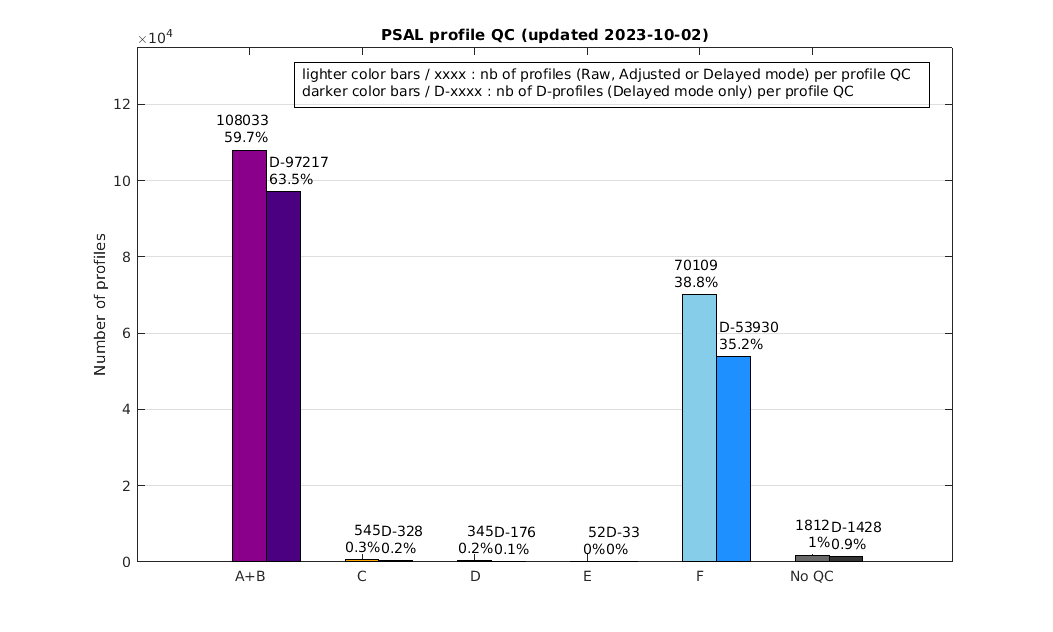 PSAL profile QC (updated 2023-10-02)
×10⁴
lighter color bars / xxxx : nb of profiles (Raw, Adjusted or Delayed mode) per profile QC
darker color bars / D-xxxx : nb of D-profiles (Delayed mode only) per profile QC
12
10
8
6
4
2
0
Number of profiles
108033
59.7%
D-97217
63.5%
545
0.3%
D-328
0.2%
345
0.2%
D-176
0.1%
52
0%
D-33
0%
70109
38.8%
D-53930
35.2%
1812
1%
D-1428
0.9%
A+B
C
D
E
F
No QC